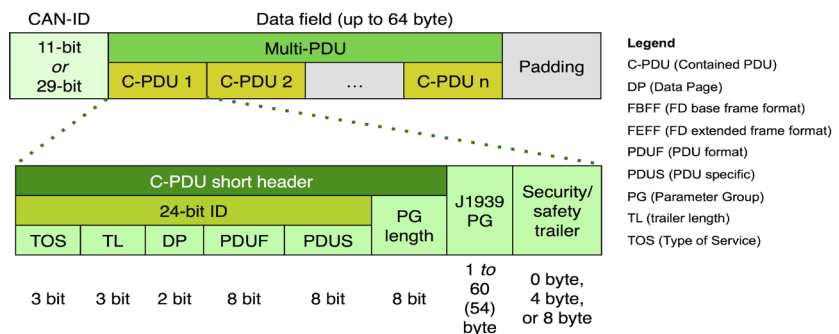 CAN-ID
Data field (up to 64 byte)
11-bit
or
29-bit
Multi-PDU
Padding
C-PDU 1
C-PDU 2
...
C-PDU n
C-PDU short header
24-bit ID
PG
length
J1939
PG
Security/
safety
trailer
TOS
TL
DP
PDUF
PDUS
3 bit
3 bit
2 bit
8 bit
8 bit
8 bit
1 to
60
(54)
byte
0 byte,
4 byte,
or 8 byte
Legend
C-PDU (Contained PDU)
DP (Data Page)
FBFF (FD base frame format)
FEFF (FD extended frame format)
PDUF (PDU format)
PDUS (PDU specific)
PG (Parameter Group)
TL (trailer length)
TOS (Type of Service)